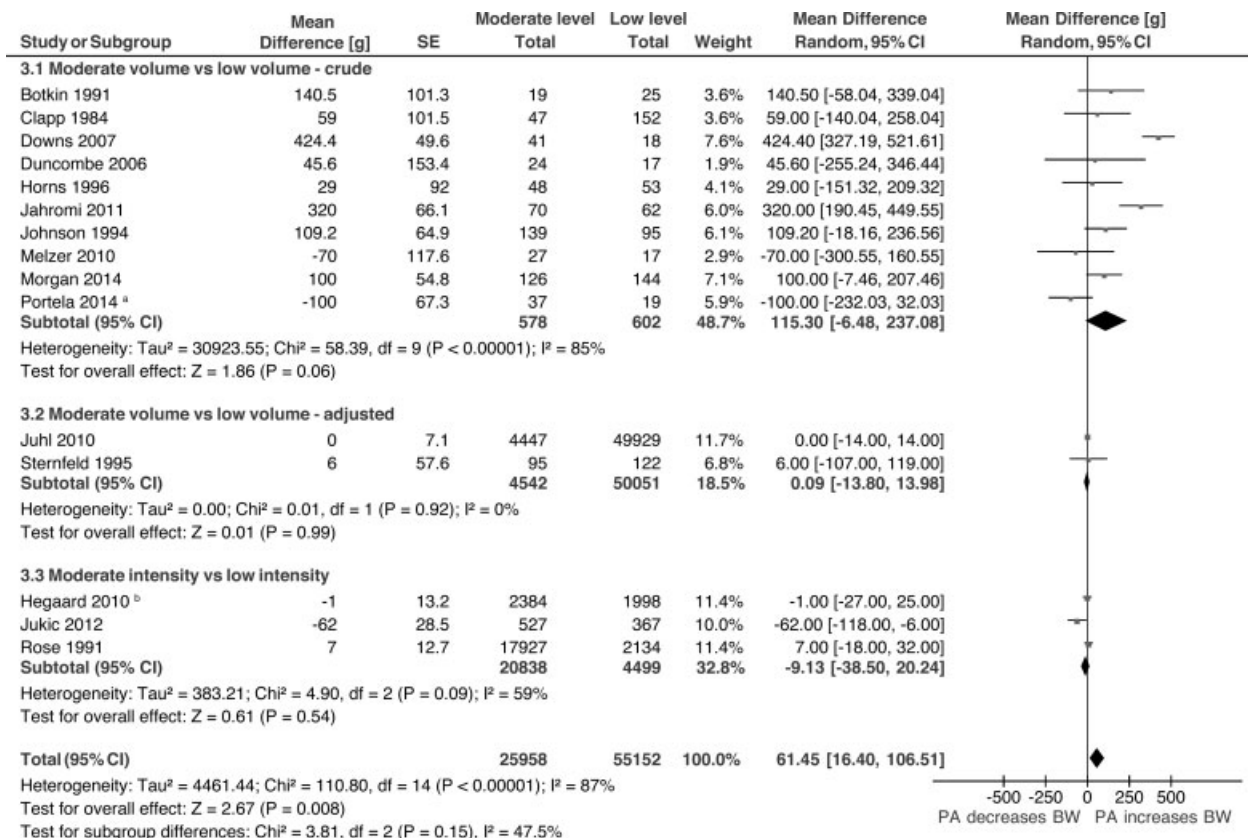 Mean Moderate level Low level Mean Difference Mean Difference [g]
Study or Subgroup Difference [g] SE Total Total Weight Random, 95% CI Random, 95% CI
3.1 Moderate volume vs low volume - crude
Botkin 1991 140.5 101.3 19 25 3.6% 140.50 [-58.04, 339.04]
Clapp 1984 59 101.5 47 152 3.6% 59.00 [-140.04, 258.04]
Downs 2007 424.4 49.6 41 18 7.6% 424.40 [327.19, 521.61]
Duncombe 2006 45.6 153.4 24 17 1.9% 45.60 [-255.24, 346.44]
Horns 1996 29 92 48 53 4.1% 29.00 [-151.32, 209.32]
Jahromi 2011 320 66.1 70 62 6.0% 320.00 [190.45, 449.55]
Johnson 1994 109.2 64.9 139 95 6.1% 109.20 [-18.16, 236.56]
Melzer 2010 -70 117.6 27 17 2.9% -70.00 [-300.55, 160.55]
Morgan 2014 100 54.8 126 144 7.1% 100.00 [-7.46, 207.46]
Portela 2014 ª -100 67.3 37 19 5.9% -100.00 [-232.03, 32.03]
Subtotal (95% CI) 578 602 48.7% 115.30 [-6.48, 237.08]
Heterogeneity: Tau² = 30923.55; Chi² = 58.39, df = 9 (P < 0.00001); I² = 85%
Test for overall effect: Z = 1.86 (P = 0.06)
3.2 Moderate volume vs low volume - adjusted
Juhl 2010 0 7.1 4447 49929 11.7% 0.00 [-14.00, 14.00]
Sternfeld 1995 6 57.6 95 122 6.8% 6.00 [-107.00, 119.00]
Subtotal (95% CI) 4542 50051 18.5% 0.09 [-13.80, 13.98]
Heterogeneity: Tau² = 0.00; Chi² = 0.01, df = 1 (P = 0.92); I² = 0%
Test for overall effect: Z = 0.01 (P = 0.99)
3.3 Moderate intensity vs low intensity
Hegaard 2010 ᵇ -1 13.2 2384 1998 11.4% -1.00 [-27.00, 25.00]
Jukic 2012 -62 28.5 527 367 10.0% -62.00 [-118.00, -6.00]
Rose 1991 7 12.7 17927 2134 11.4% 7.00 [-18.00, 32.00]
Subtotal (95% CI) 20838 4499 32.8% -9.13 [-38.50, 20.24]
Heterogeneity: Tau² = 383.21; Chi² = 4.90, df = 2 (P = 0.09); I² = 59%
Test for overall effect: Z = 0.61 (P = 0.54)
Total (95% CI) 25958 55152 100.0% 61.45 [16.40, 106.51]
Heterogeneity: Tau² = 4461.44; Chi² = 110.80, df = 14 (P < 0.00001); I² = 87%
Test for overall effect: Z = 2.67 (P = 0.008)
Test for subgroup differences: Chi² = 3.81, df = 2 (P = 0.15), I² = 47.5%
-500 -250 0 250 500
PA decreases BW PA increases BW